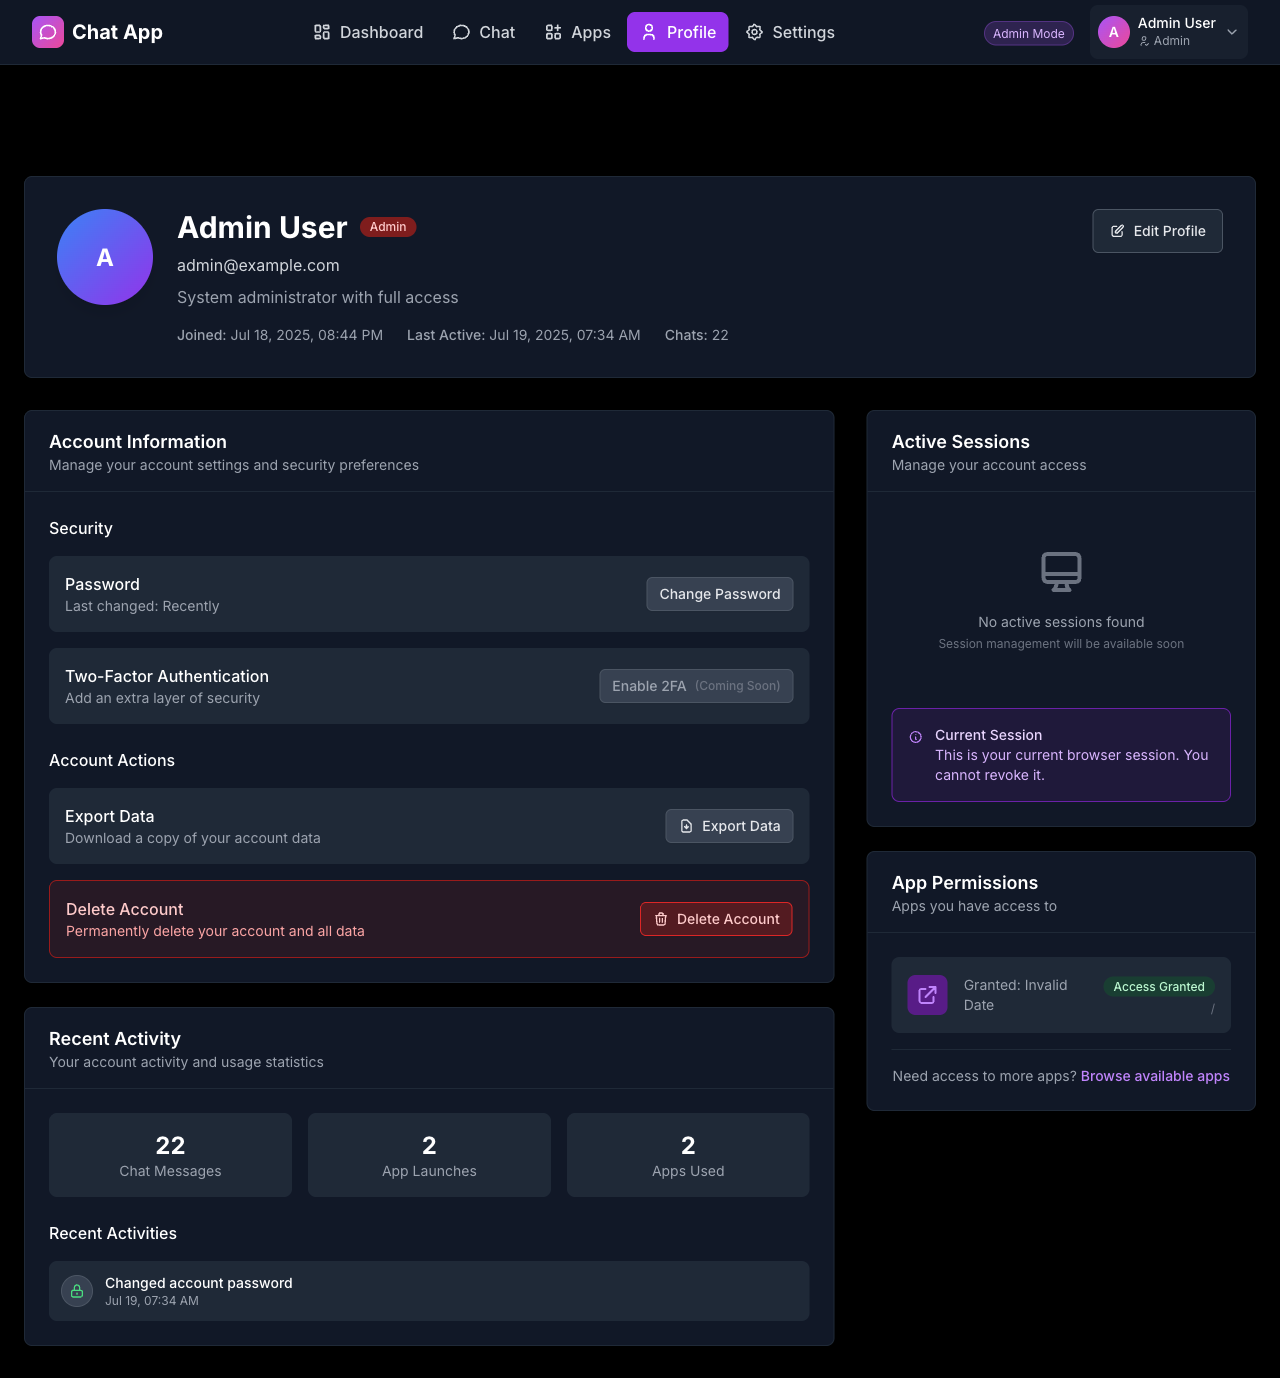 Chat App
Dashboard
Chat
Apps
Profile
Settings
Admin Mode
A
Admin User
Admin
A
Admin User
Admin
admin@example.com
System administrator with full access
Joined: Jul 18, 2025, 08:44 PM
Last Active: Jul 19, 2025, 07:34 AM
Chats: 22
Edit Profile
Account Information
Manage your account settings and security preferences
Security
Password
Last changed: Recently
Change Password
Two-Factor Authentication
Add an extra layer of security
Enable 2FA (Coming Soon)
Account Actions
Export Data
Download a copy of your account data
Export Data
Delete Account
Permanently delete your account and all data
Delete Account
Recent Activity
Your account activity and usage statistics
22
Chat Messages
2
App Launches
2
Apps Used
Recent Activities
Changed account password
Jul 19, 07:34 AM
Active Sessions
Manage your account access
No active sessions found
Session management will be available soon
Current Session
This is your current browser session. You
cannot revoke it.
App Permissions
Apps you have access to
Granted: Invalid
Date
Access Granted
/
Need access to more apps? Browse available apps